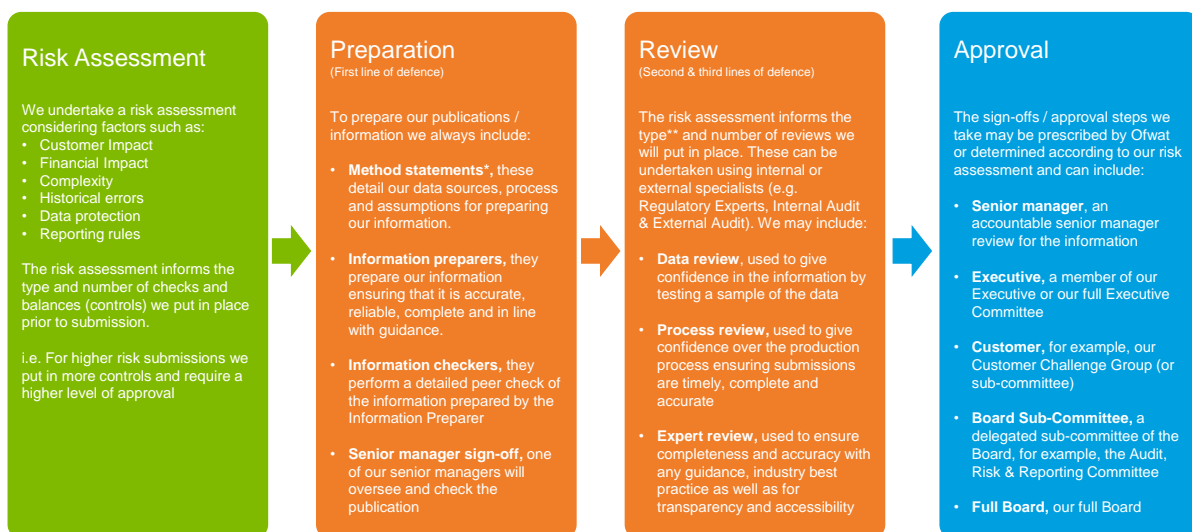 Risk Assessment
We undertake a risk assessment
considering factors such as:
• Customer Impact
• Financial Impact
• Complexity
• Historical errors
• Data protection
• Reporting rules
The risk assessment informs the
type and number of checks and
balances (controls) we put in place
prior to submission.
i.e. For higher risk submissions we
put in more controls and require a
higher level of approval
Preparation
(First line of defence)
To prepare our publications /
information we always include:
• Method statements*, these
detail our data sources, process
and assumptions for preparing
our information.
• Information preparers, they
prepare our information
ensuring that it is accurate,
reliable, complete and in line
with guidance.
• Information checkers, they
perform a detailed peer check of
the information prepared by the
Information Preparer
• Senior manager sign-off, one
of our senior managers will
oversee and check the
publication
Review
(Second & third lines of defence)
The risk assessment informs the
type** and number of reviews we
will put in place. These can be
undertaken using internal or
external specialists (e.g.
Regulatory Experts, Internal Audit
& External Audit). We may include:
• Data review, used to give
confidence in the information by
testing a sample of the data
• Process review, used to give
confidence over the production
process ensuring submissions
are timely, complete and
accurate
• Expert review, used to ensure
completeness and accuracy with
any guidance, industry best
practice as well as for
transparency and accessibility
Approval
The sign-offs / approval steps we
take may be prescribed by Ofwat
or determined according to our risk
assessment and can include:
• Senior manager, an
accountable senior manager
review for the information
• Executive, a member of our
Executive or our full Executive
Committee
• Customer, for example, our
Customer Challenge Group (or
sub-committee)
• Board Sub-Committee, a
delegated sub-committee of the
Board, for example, the Audit,
Risk & Reporting Committee
• Full Board, our full Board